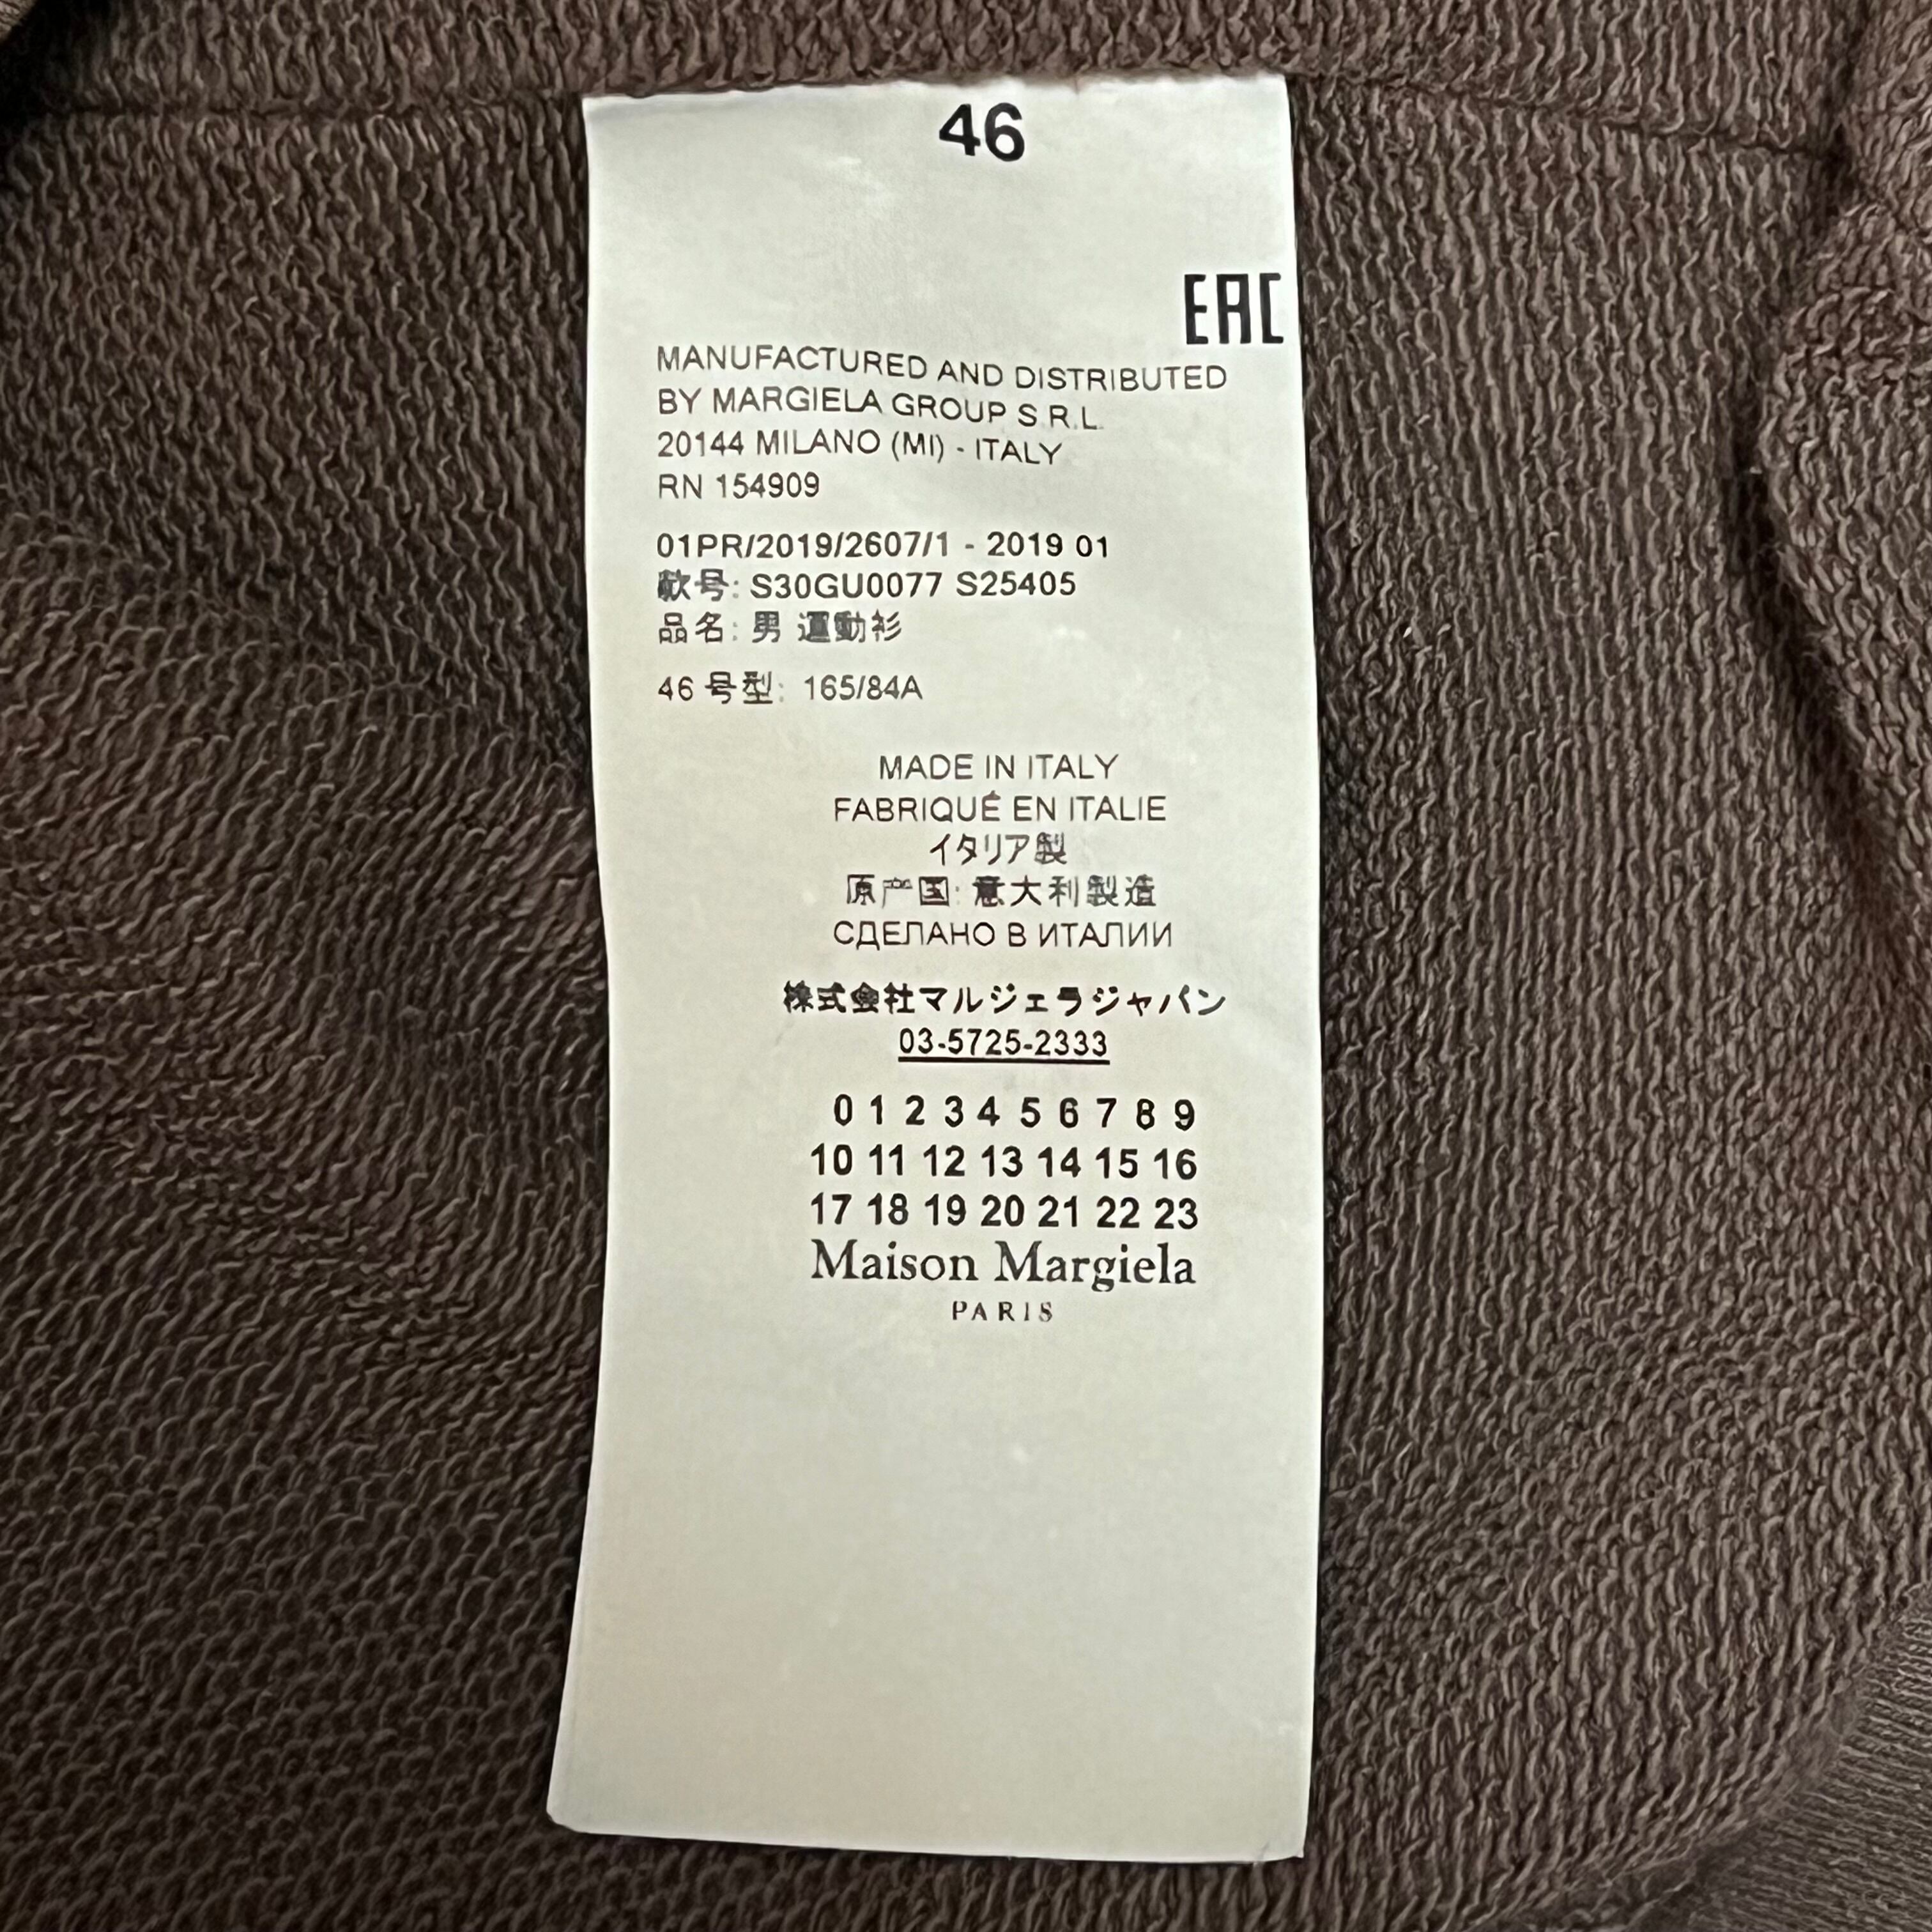 46
EAC
MANUFACTURED AND DISTRIBUTED
BY MARGIELA GROUP S.R.L.
20144 MILANO (MI) - ITALY
RN 154909
01PR/2019/2607/1 - 2019 01
款号: S30GU0077 S25405
品名: 男 運動衫
46 号型: 165/84A
MADE IN ITALY
FABRIQUÉ EN ITALIE
イタリア製
原产国: 意大利製造
СДЕЛАНО В ИТАЛИИ
株式会社マルジェラジャパン
03-5725-2333
0 1 2 3 4 5 6 7 8 9
10 11 12 13 14 15 16
17 18 19 20 21 22 23
Maison Margiela
PARIS